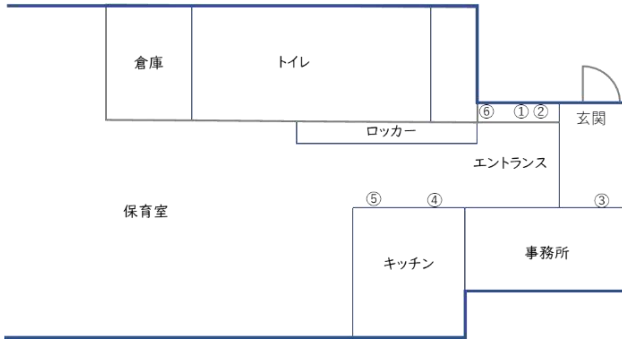 倉庫
トイレ
⑥
①
②
玄関
ロッカー
エントランス
⑤
④
③
保育室
キッチン
事務所